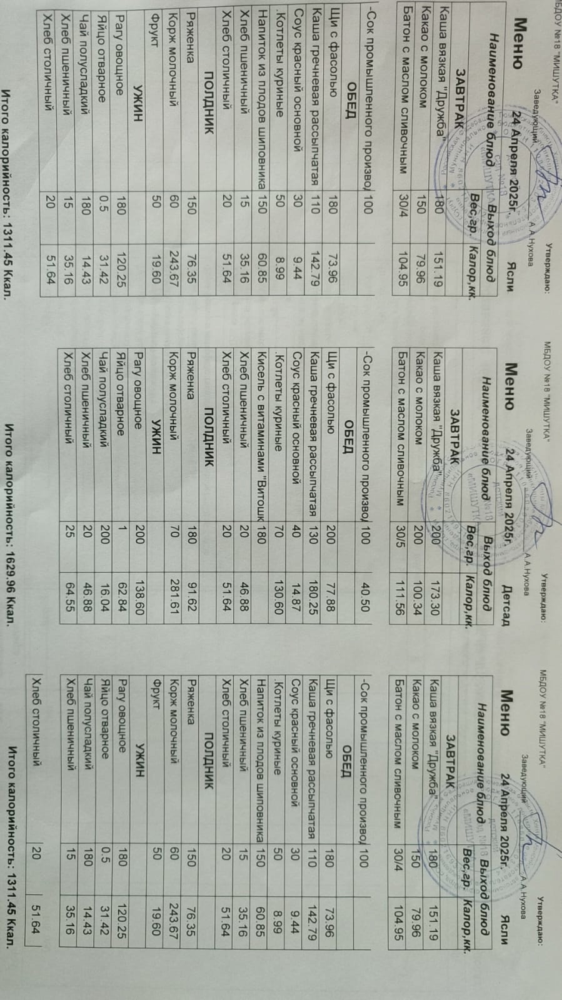 МБДОУ №18 "МИШУТКА"
Утверждаю:
Заведующий
А.А.Нухова
Меню 24 Апреля 2025г. Ясли
Наименование блюд Выход блюд
Вес,гр. Калор,кк.
ЗАВТРАК
Каша вязкая "Дружба" 180 151.19
Какао с молоком 150 79.96
Батон с маслом сливочным 30/4 104.95
-Сок промышленного производ 100
ОБЕД
Щи с фасолью 180 73.96
Каша гречневая рассыпчатая 110 142.79
Соус красный основной 30 9.44
.Котлеты куриные 50 8.99
Напиток из плодов шиповника 150 60.85
Хлеб пшеничный 15 35.16
Хлеб столичный 20 51.64
ПОЛДНИК
Ряженка 150 76.35
Корж молочный 60 243.67
Фрукт 50 19.60
УЖИН
Рагу овощное 180 120.25
Яйцо отварное 0.5 31.42
Чай полусладкий 180 14.43
Хлеб пшеничный 15 35.16
Хлеб столичный 20 51.64
Итого калорийность: 1311.45 Ккал.
МБДОУ №18 "МИШУТКА"
Утверждаю:
Заведующий
А.А.Нухова
Меню 24 Апреля 2025г. Детсад
Наименование блюд Выход блюд
Вес,гр. Калор,кк.
ЗАВТРАК
Каша вязкая "Дружба" 200 173.30
Какао с молоком 200 100.34
Батон с маслом сливочным 30/5 111.56
-Сок промышленного производ 100 40.50
ОБЕД
Щи с фасолью 200 77.88
Каша гречневая рассыпчатая 130 180.25
Соус красный основной 40 14.87
.Котлеты куриные 70 130.60
Кисель с витаминами "Витошк 180
Хлеб пшеничный 20 46.88
Хлеб столичный 20 51.64
ПОЛДНИК
Ряженка 180 91.62
Корж молочный 70 281.61
УЖИН
Рагу овощное 200 138.60
Яйцо отварное 1 62.84
Чай полусладкий 200 16.04
Хлеб пшеничный 20 46.88
Хлеб столичный 25 64.55
Итого калорийность: 1629.96 Ккал.
МБДОУ №18 "МИШУТКА"
Утверждаю:
Заведующий
А.А.Нухова
Меню 24 Апреля 2025г. Ясли
Наименование блюд Выход блюд
Вес,гр. Калор,кк.
ЗАВТРАК
Каша вязкая "Дружба" 180 151.19
Какао с молоком 150 79.96
Батон с маслом сливочным 30/4 104.95
-Сок промышленного производ 100
ОБЕД
Щи с фасолью 180 73.96
Каша гречневая рассыпчатая 110 142.79
Соус красный основной 30 9.44
.Котлеты куриные 50 8.99
Напиток из плодов шиповника 150 60.85
Хлеб пшеничный 15 35.16
Хлеб столичный 20 51.64
ПОЛДНИК
Ряженка 150 76.35
Корж молочный 60 243.67
Фрукт 50 19.60
УЖИН
Рагу овощное 180 120.25
Яйцо отварное 0.5 31.42
Чай полусладкий 180 14.43
Хлеб пшеничный 15 35.16
Хлеб столичный 20 51.64
Итого калорийность: 1311.45 Ккал.